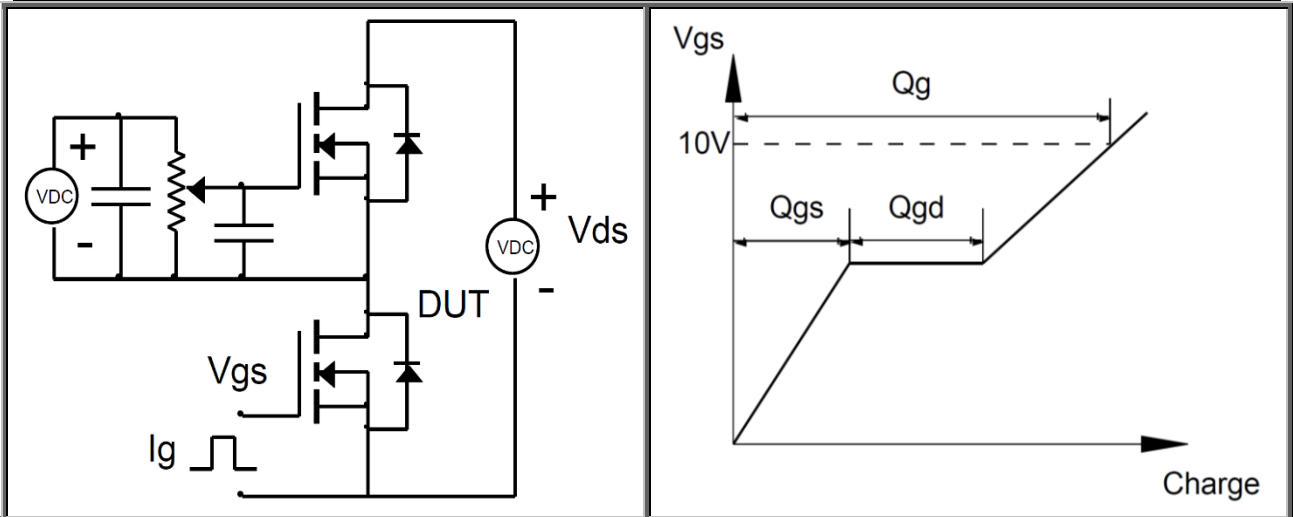 +
VDC
-
+
VDC
Vds
-
DUT
Vgs
Ig
Vgs
Qg
10V
Qgs
Qgd
Charge